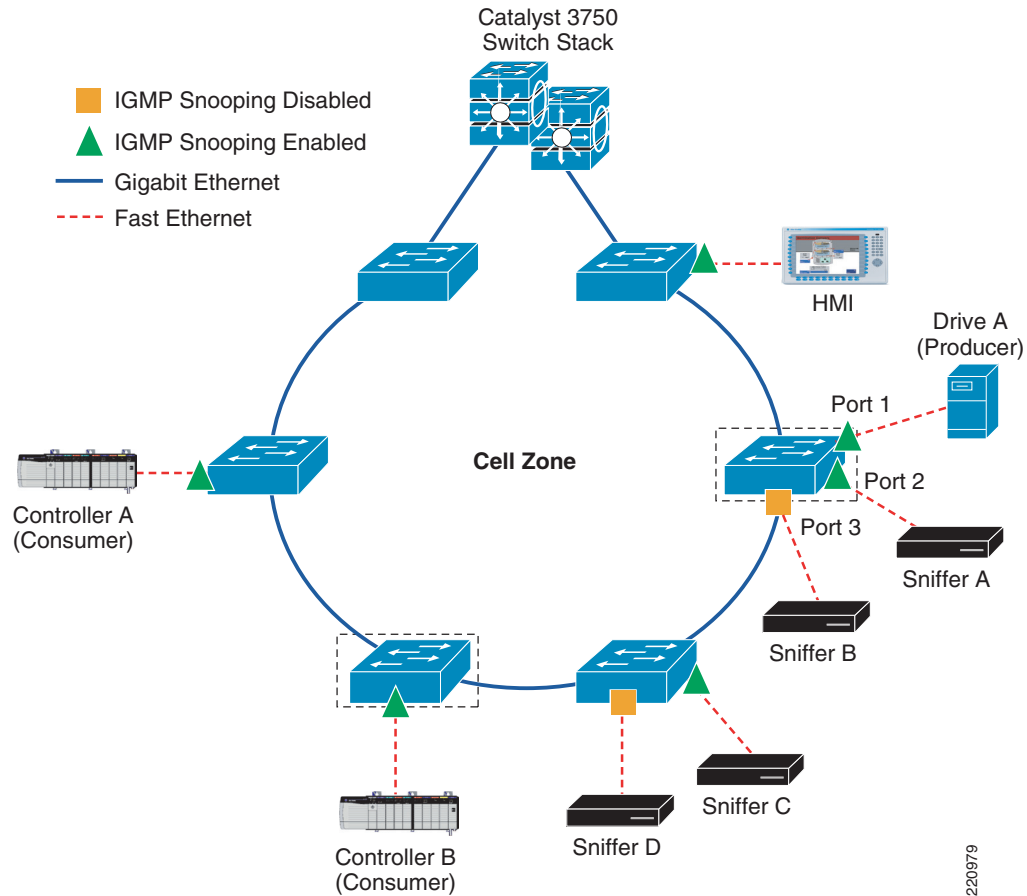 Catalyst 3750
Switch Stack
IGMP Snooping Disabled
IGMP Snooping Enabled
Gigabit Ethernet
Fast Ethernet
HMI
Drive A
(Producer)
Port 1
Cell Zone
Port 2
Controller A
(Consumer)
Port 3
Sniffer A
Sniffer B
Sniffer C
Sniffer D
Controller B
(Consumer)
220979